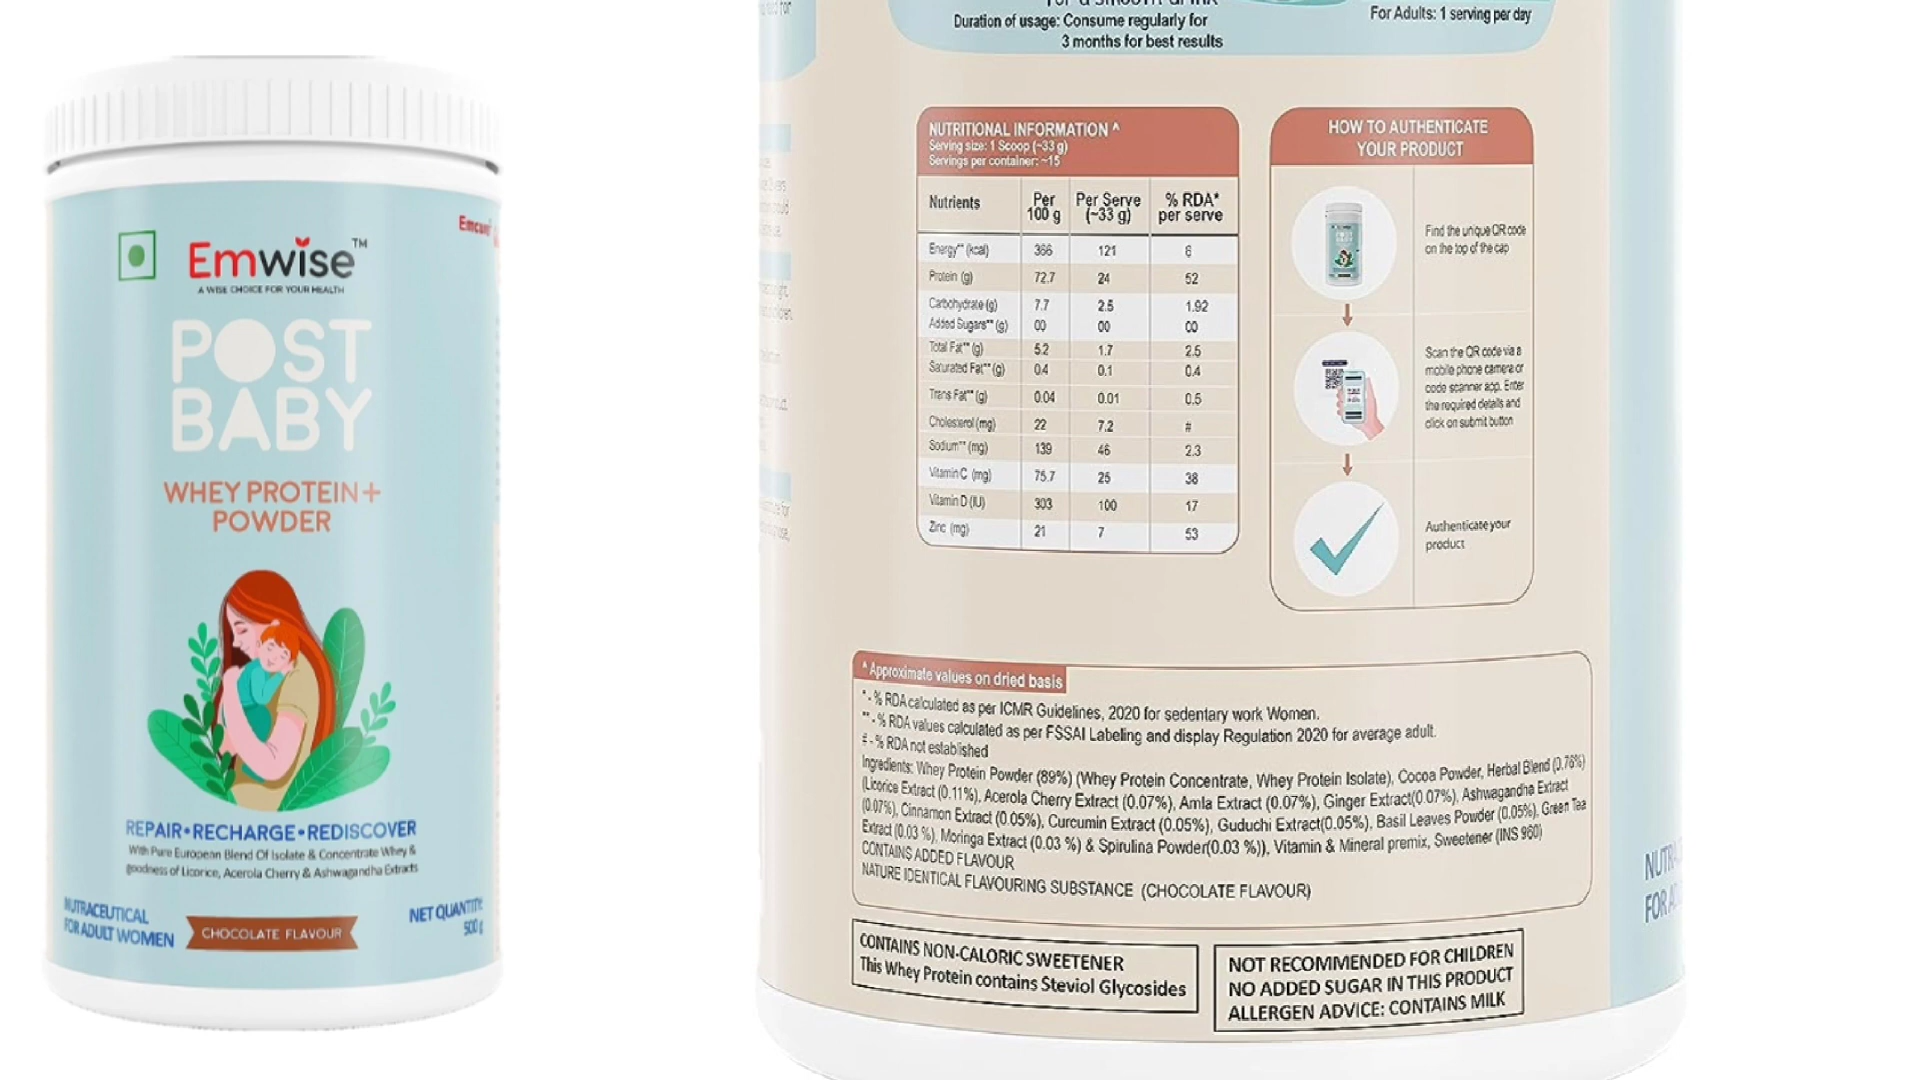 Emcure
Emwise™
A WISE CHOICE FOR YOUR HEALTH
POST
BABY
WHEY PROTEIN+
POWDER
REPAIR•RECHARGE•REDISCOVER
With Pure European Blend Of Isolate & Concentrate Whey &
goodness of Licorice, Acerola Cherry & Ashwagandha Extracts
NUTRACEUTICAL
FOR ADULT WOMEN
CHOCOLATE FLAVOUR
NET QUANTITY
500 g
Duration of usage: Consume regularly for
3 months for best results
For Adults: 1 serving per day
NUTRITIONAL INFORMATION ^
Serving size: 1 Scoop (~33 g)
Servings per container: ~15
Nutrients Per 100 g Per Serve (~33 g) % RDA* per serve
Energy** (kcal) 366 121 6
Protein (g) 72.7 24 52
Carbohydrate (g) 7.7 2.5 1.92
Added Sugars** (g) 00 00 00
Total Fat** (g) 5.2 1.7 2.5
Saturated Fat** (g) 0.4 0.1 0.4
Trans Fat** (g) 0.04 0.01 0.5
Cholesterol (mg) 22 7.2 #
Sodium** (mg) 139 46 2.3
Vitamin C (mg) 75.7 25 38
Vitamin D (IU) 303 100 17
Zinc (mg) 21 7 53
HOW TO AUTHENTICATE
YOUR PRODUCT
Find the unique QR code
on the top of the cap
Scan the QR code via a
mobile phone camera or
code scanner app. Enter
the required details and
click on submit button
Authenticate your
product
^ Approximate values on dried basis
*- % RDA calculated as per ICMR Guidelines, 2020 for sedentary work Women.
**- % RDA values calculated as per FSSAI Labeling and display Regulation 2020 for average adult.
# - % RDA not established
Ingredients: Whey Protein Powder (89%) (Whey Protein Concentrate, Whey Protein Isolate), Cocoa Powder, Herbal Blend (0.76%)
(Licorice Extract (0.11%), Acerola Cherry Extract (0.07%), Amla Extract (0.07%), Ginger Extract(0.07%), Ashwagandha Extract
(0.07%), Cinnamon Extract (0.05%), Curcumin Extract (0.05%), Guduchi Extract(0.05%), Basil Leaves Powder (0.05%), Green Tea
Extract (0.03 %), Moringa Extract (0.03 %) & Spirulina Powder(0.03 %)), Vitamin & Mineral premix, Sweetener (INS 960)
CONTAINS ADDED FLAVOUR
NATURE IDENTICAL FLAVOURING SUBSTANCE (CHOCOLATE FLAVOUR)
CONTAINS NON-CALORIC SWEETENER
This Whey Protein contains Steviol Glycosides
NOT RECOMMENDED FOR CHILDREN
NO ADDED SUGAR IN THIS PRODUCT
ALLERGEN ADVICE: CONTAINS MILK